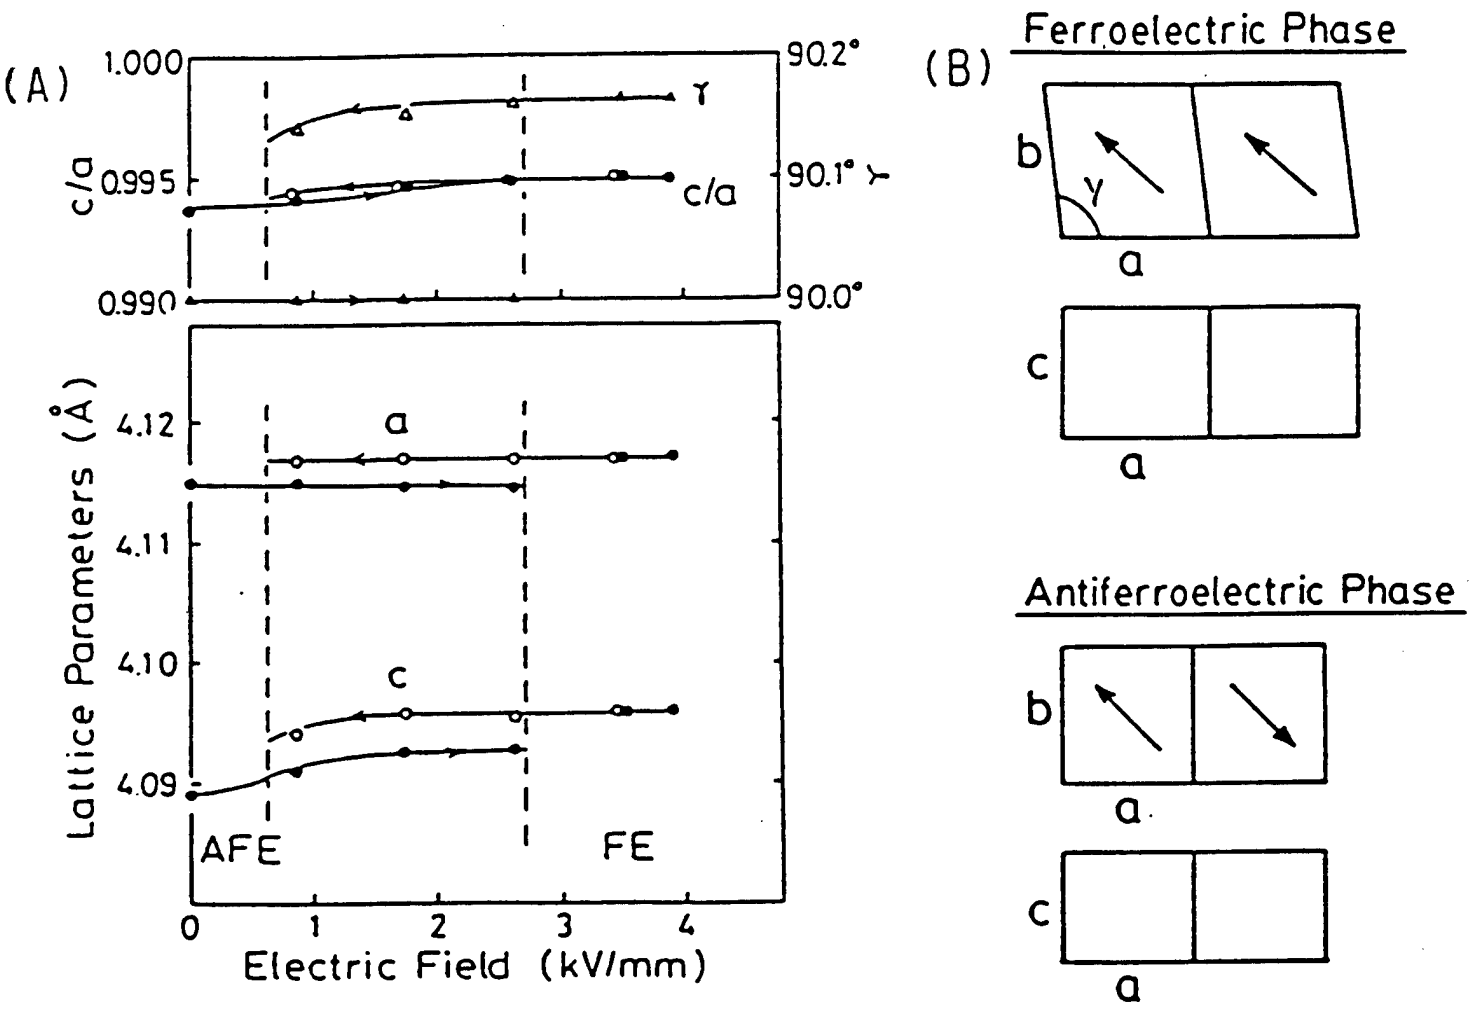 (A)
1.000
0.995
0.990
c/a
90.2°
90.1°
90.0°
γ
γ
c/a
Lattice Parameters (Å)
4.12
4.11
4.10
4.09
a
c
AFE
FE
0 1 2 3 4
Electric Field (kV/mm)
(B)
Ferroelectric Phase
b
γ
a
c
a
Antiferroelectric Phase
b
a
c
a